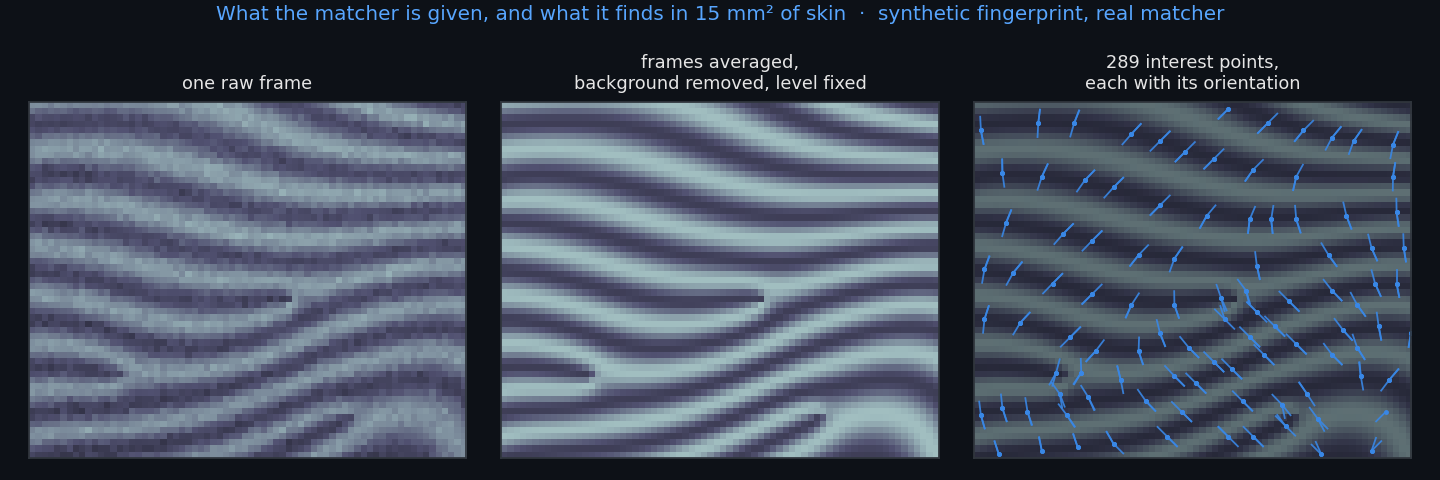 What the matcher is given, and what it finds in 15 mm² of skin · synthetic fingerprint, real matcher
one raw frame
frames averaged,
background removed, level fixed
289 interest points,
each with its orientation